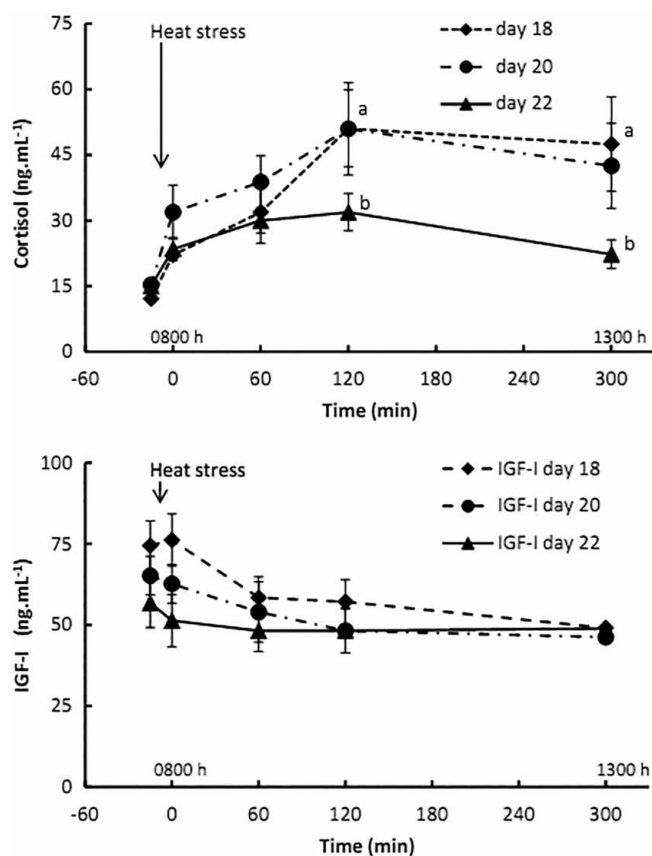 75
60
45
30
15
0
Cortisol (ng.mL⁻¹)
Heat stress
day 18
day 20
day 22
a
b
a
b
0800 h
1300 h
-60 0 60 120 180 240 300
Time (min)
100
75
50
25
0
IGF-I (ng.mL⁻¹)
Heat stress
IGF-I day 18
IGF-I day 20
IGF-I day 22
0800 h
1300 h
-60 0 60 120 180 240 300
Time (min)